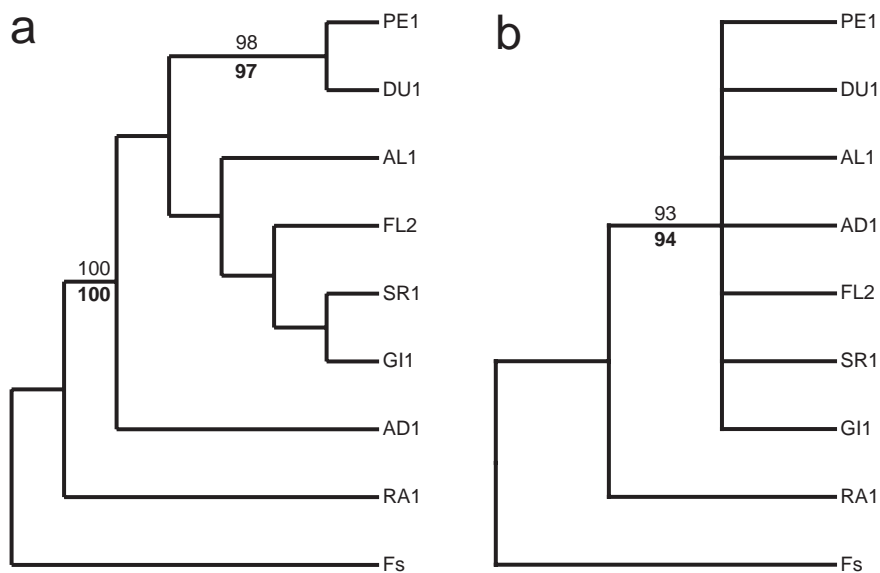 a
98
97
100
100
PE1
DU1
AL1
FL2
SR1
GI1
AD1
RA1
Fs
b
93
94
PE1
DU1
AL1
AD1
FL2
SR1
GI1
RA1
Fs